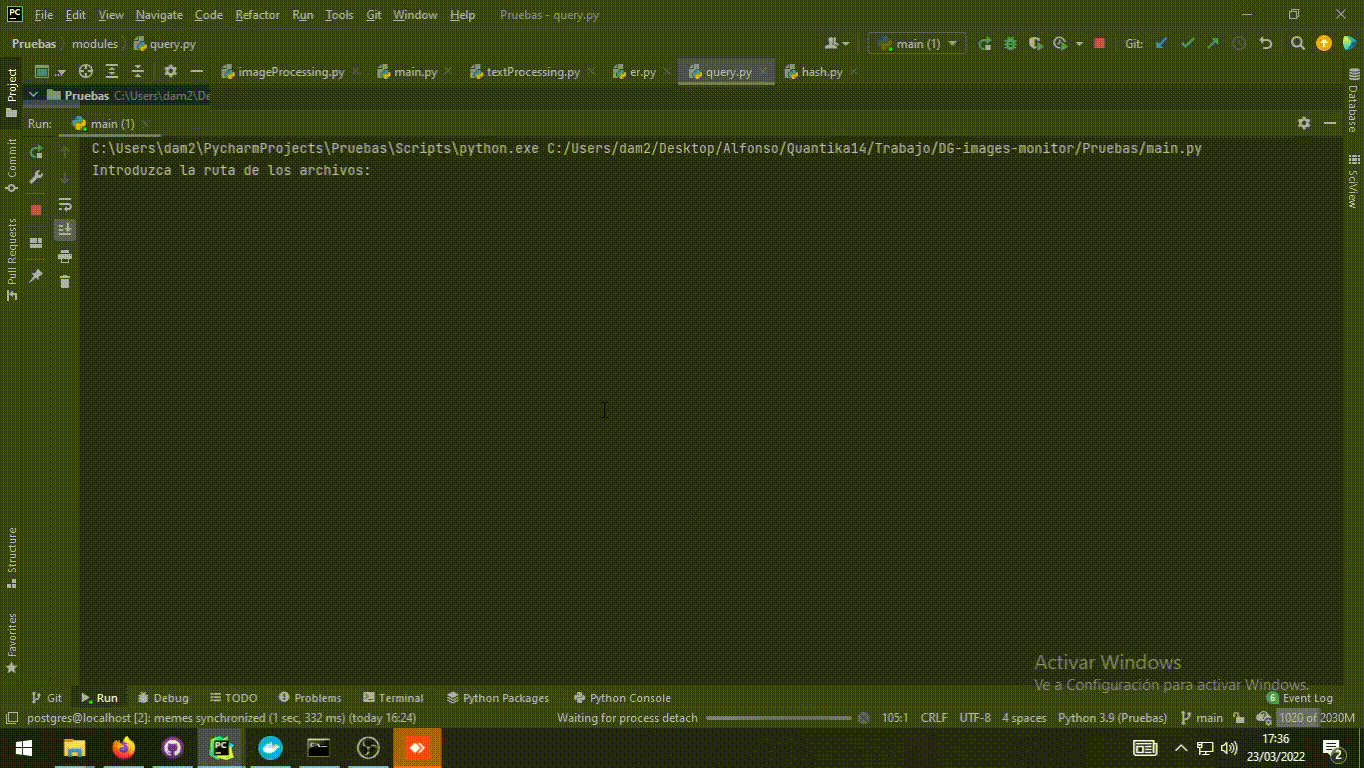 PC File Edit View Navigate Code Refactor Run Tools Git Window Help Pruebas - query.py
Pruebas modules query.py main (1) Git:
imageProcessing.py main.py textProcessing.py er.py query.py hash.py
Project
Pruebas C:\Users\dam2\De
Run: main (1)
C:\Users\dam2\PycharmProjects\Pruebas\Scripts\python.exe C:/Users/dam2/Desktop/Alfonso/Quantika14/Trabajo/DG-images-monitor/Pruebas/main.py
Introduzca la ruta de los archivos:
Commit
Pull Requests
Structure
Favorites
Database
SciView
Activar Windows
Ve a Configuración para activar Windows.
Git Run Debug TODO Problems Terminal Python Packages Python Console 6 Event Log
postgres@localhost [2]: memes synchronized (1 sec, 332 ms) (today 16:24) Waiting for process detach 105:1 CRLF UTF-8 4 spaces Python 3.9 (Pruebas) main 1020 of 2030M
PC
17:36
23/03/2022
2